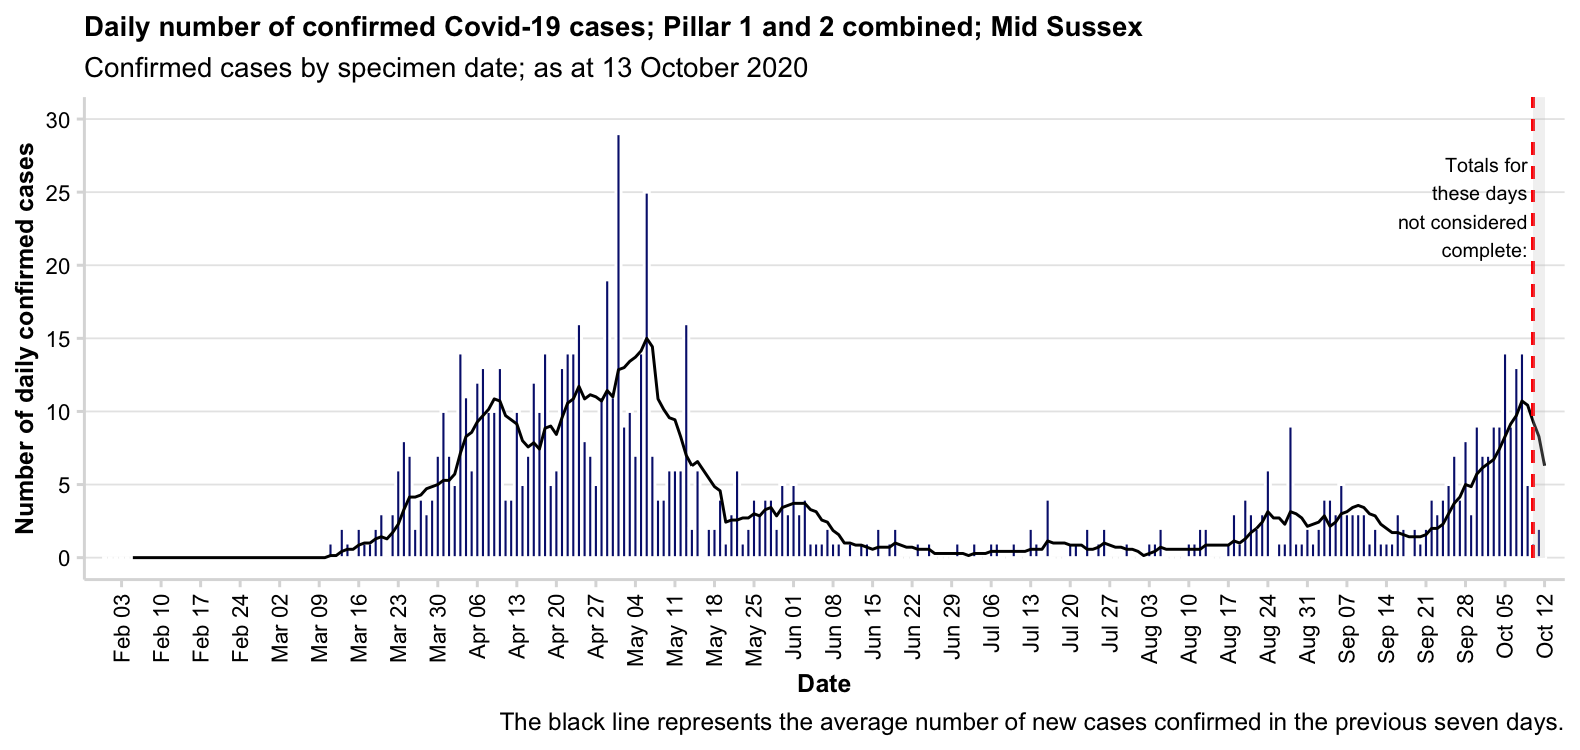 Daily number of confirmed Covid-19 cases; Pillar 1 and 2 combined; Mid Sussex
Confirmed cases by specimen date; as at 13 October 2020
Number of daily confirmed cases
30
25
20
15
10
5
0
Totals for
these days
not considered
complete:
Feb 03
Feb 10
Feb 17
Feb 24
Mar 02
Mar 09
Mar 16
Mar 23
Mar 30
Apr 06
Apr 13
Apr 20
Apr 27
May 04
May 11
May 18
May 25
Jun 01
Jun 08
Jun 15
Jun 22
Jun 29
Jul 06
Jul 13
Jul 20
Jul 27
Aug 03
Aug 10
Aug 17
Aug 24
Aug 31
Sep 07
Sep 14
Sep 21
Sep 28
Oct 05
Oct 12
Date
The black line represents the average number of new cases confirmed in the previous seven days.